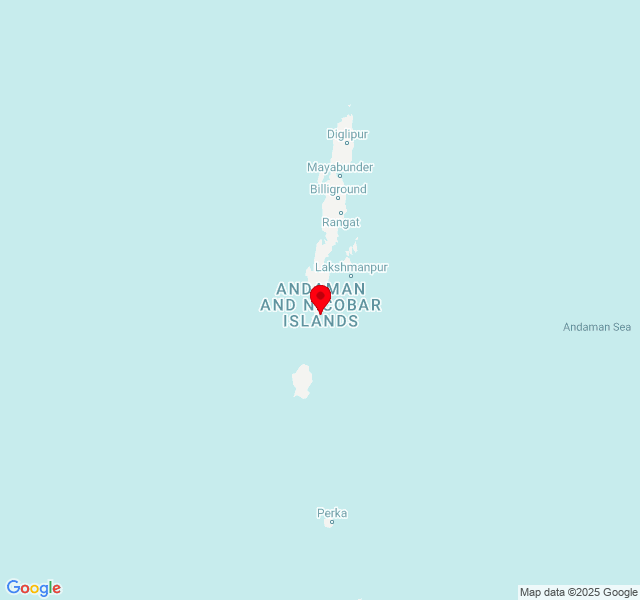 Diglipur
Mayabunder
Billiground
Rangat
Lakshmanpur
ANDAMAN
AND NICOBAR
ISLANDS
Andaman Sea
Perka
Google
Map data ©2025 Google